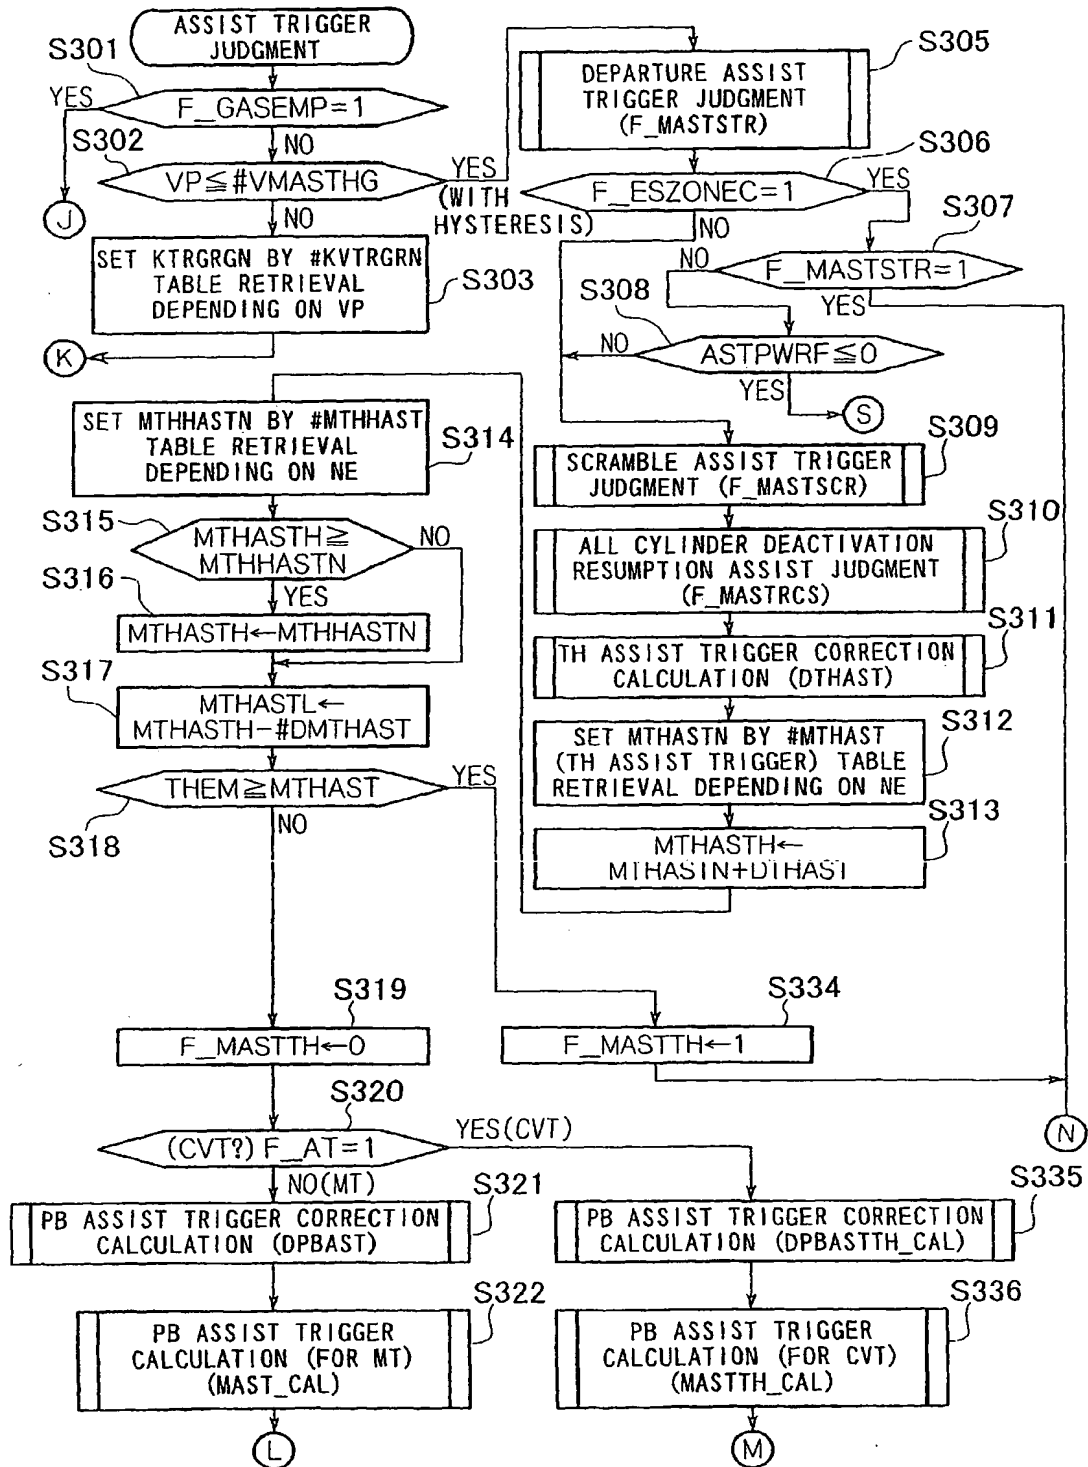 ASSIST TRIGGER
JUDGMENT
S301
YES
F_GASEMP=1
NO
S302
J
VP≦#VMASTHG
YES
(WITH
HYSTERESIS)
NO
SET KTRGRGN BY #KVTRGRN
TABLE RETRIEVAL
DEPENDING ON VP
S303
K
S305
DEPARTURE ASSIST
TRIGGER JUDGMENT
(F_MASTSTR)
S306
F_ESZONEC=1
YES
NO
S307
NO
F_MASTSTR=1
YES
S308
NO
ASTPWRF≦0
YES
S
S309
SCRAMBLE ASSIST TRIGGER
JUDGMENT (F_MASTSCR)
S310
ALL CYLINDER DEACTIVATION
RESUMPTION ASSIST JUDGMENT
(F_MASTRCS)
S311
TH ASSIST TRIGGER CORRECTION
CALCULATION (DTHAST)
S312
SET MTHASTN BY #MTHAST
(TH ASSIST TRIGGER) TABLE
RETRIEVAL DEPENDING ON NE
S313
MTHASTH←
MTHASTN+DTHAST
SET MTHHASTN BY #MTHHAST
TABLE RETRIEVAL
DEPENDING ON NE
S314
S315
MTHASTH≧
MTHHASTN
NO
S316
YES
MTHASTH←MTHHASTN
S317
MTHASTL←
MTHASTH-#DMTHAST
THEM≧MTHAST
YES
NO
S318
S319
F_MASTTH←0
S334
F_MASTTH←1
N
S320
(CVT?) F_AT=1
YES(CVT)
NO(MT)
S321
PB ASSIST TRIGGER CORRECTION
CALCULATION (DPBAST)
S322
PB ASSIST TRIGGER
CALCULATION (FOR MT)
(MAST_CAL)
L
S335
PB ASSIST TRIGGER CORRECTION
CALCULATION (DPBASTTH_CAL)
S336
PB ASSIST TRIGGER
CALCULATION (FOR CVT)
(MASTTH_CAL)
M